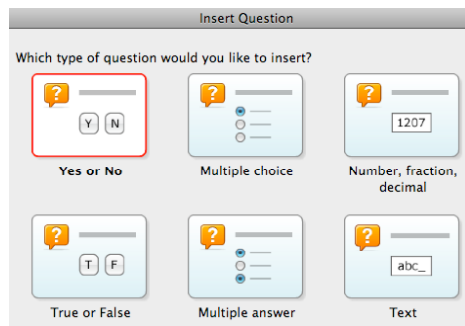 Insert Question
Which type of question would you like to insert?
? Y N
?
? 1207
Yes or No
Multiple choice
Number, fraction,
decimal
? T F
?
? abc_
True or False
Multiple answer
Text